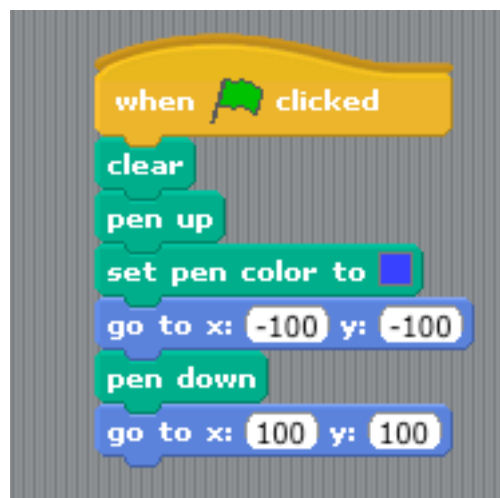 when clicked
clear
pen up
set pen color to
go to x: -100 y: -100
pen down
go to x: 100 y: 100